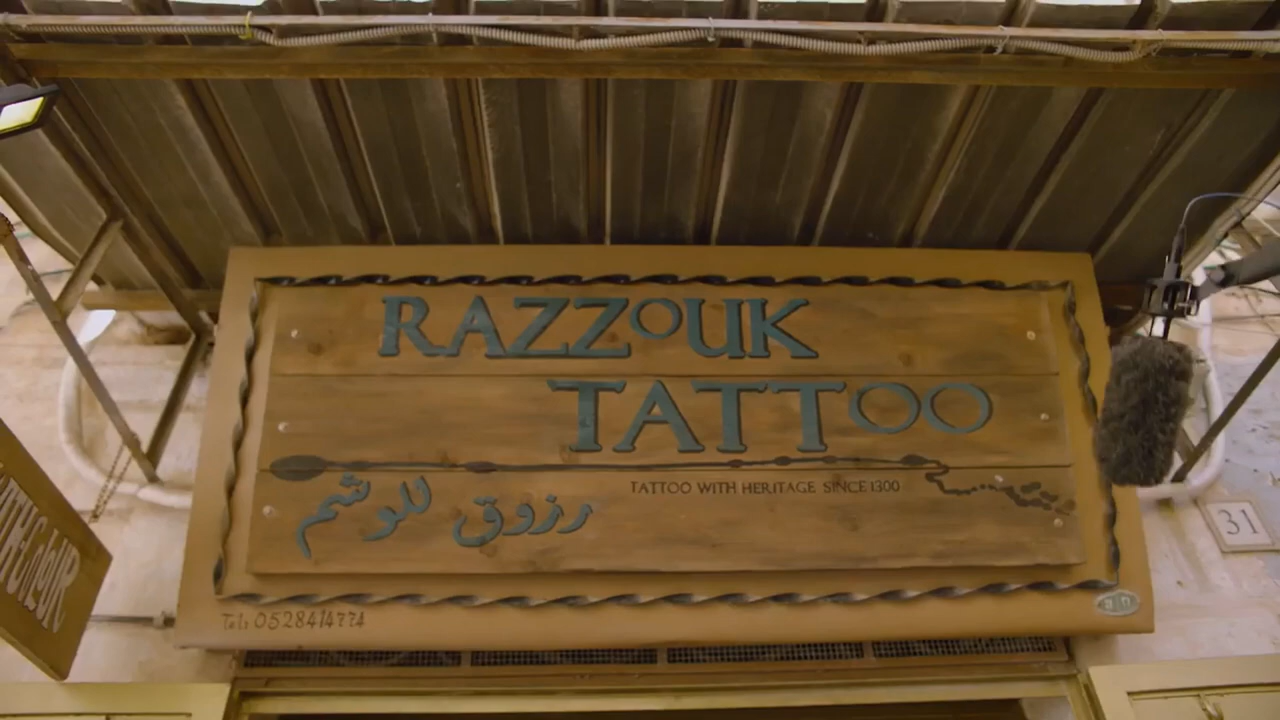 RAZZOUK
TATTOO
TATTOO WITH HERITAGE SINCE 1300
رزوق للوشم
Tel: 0528414774
31